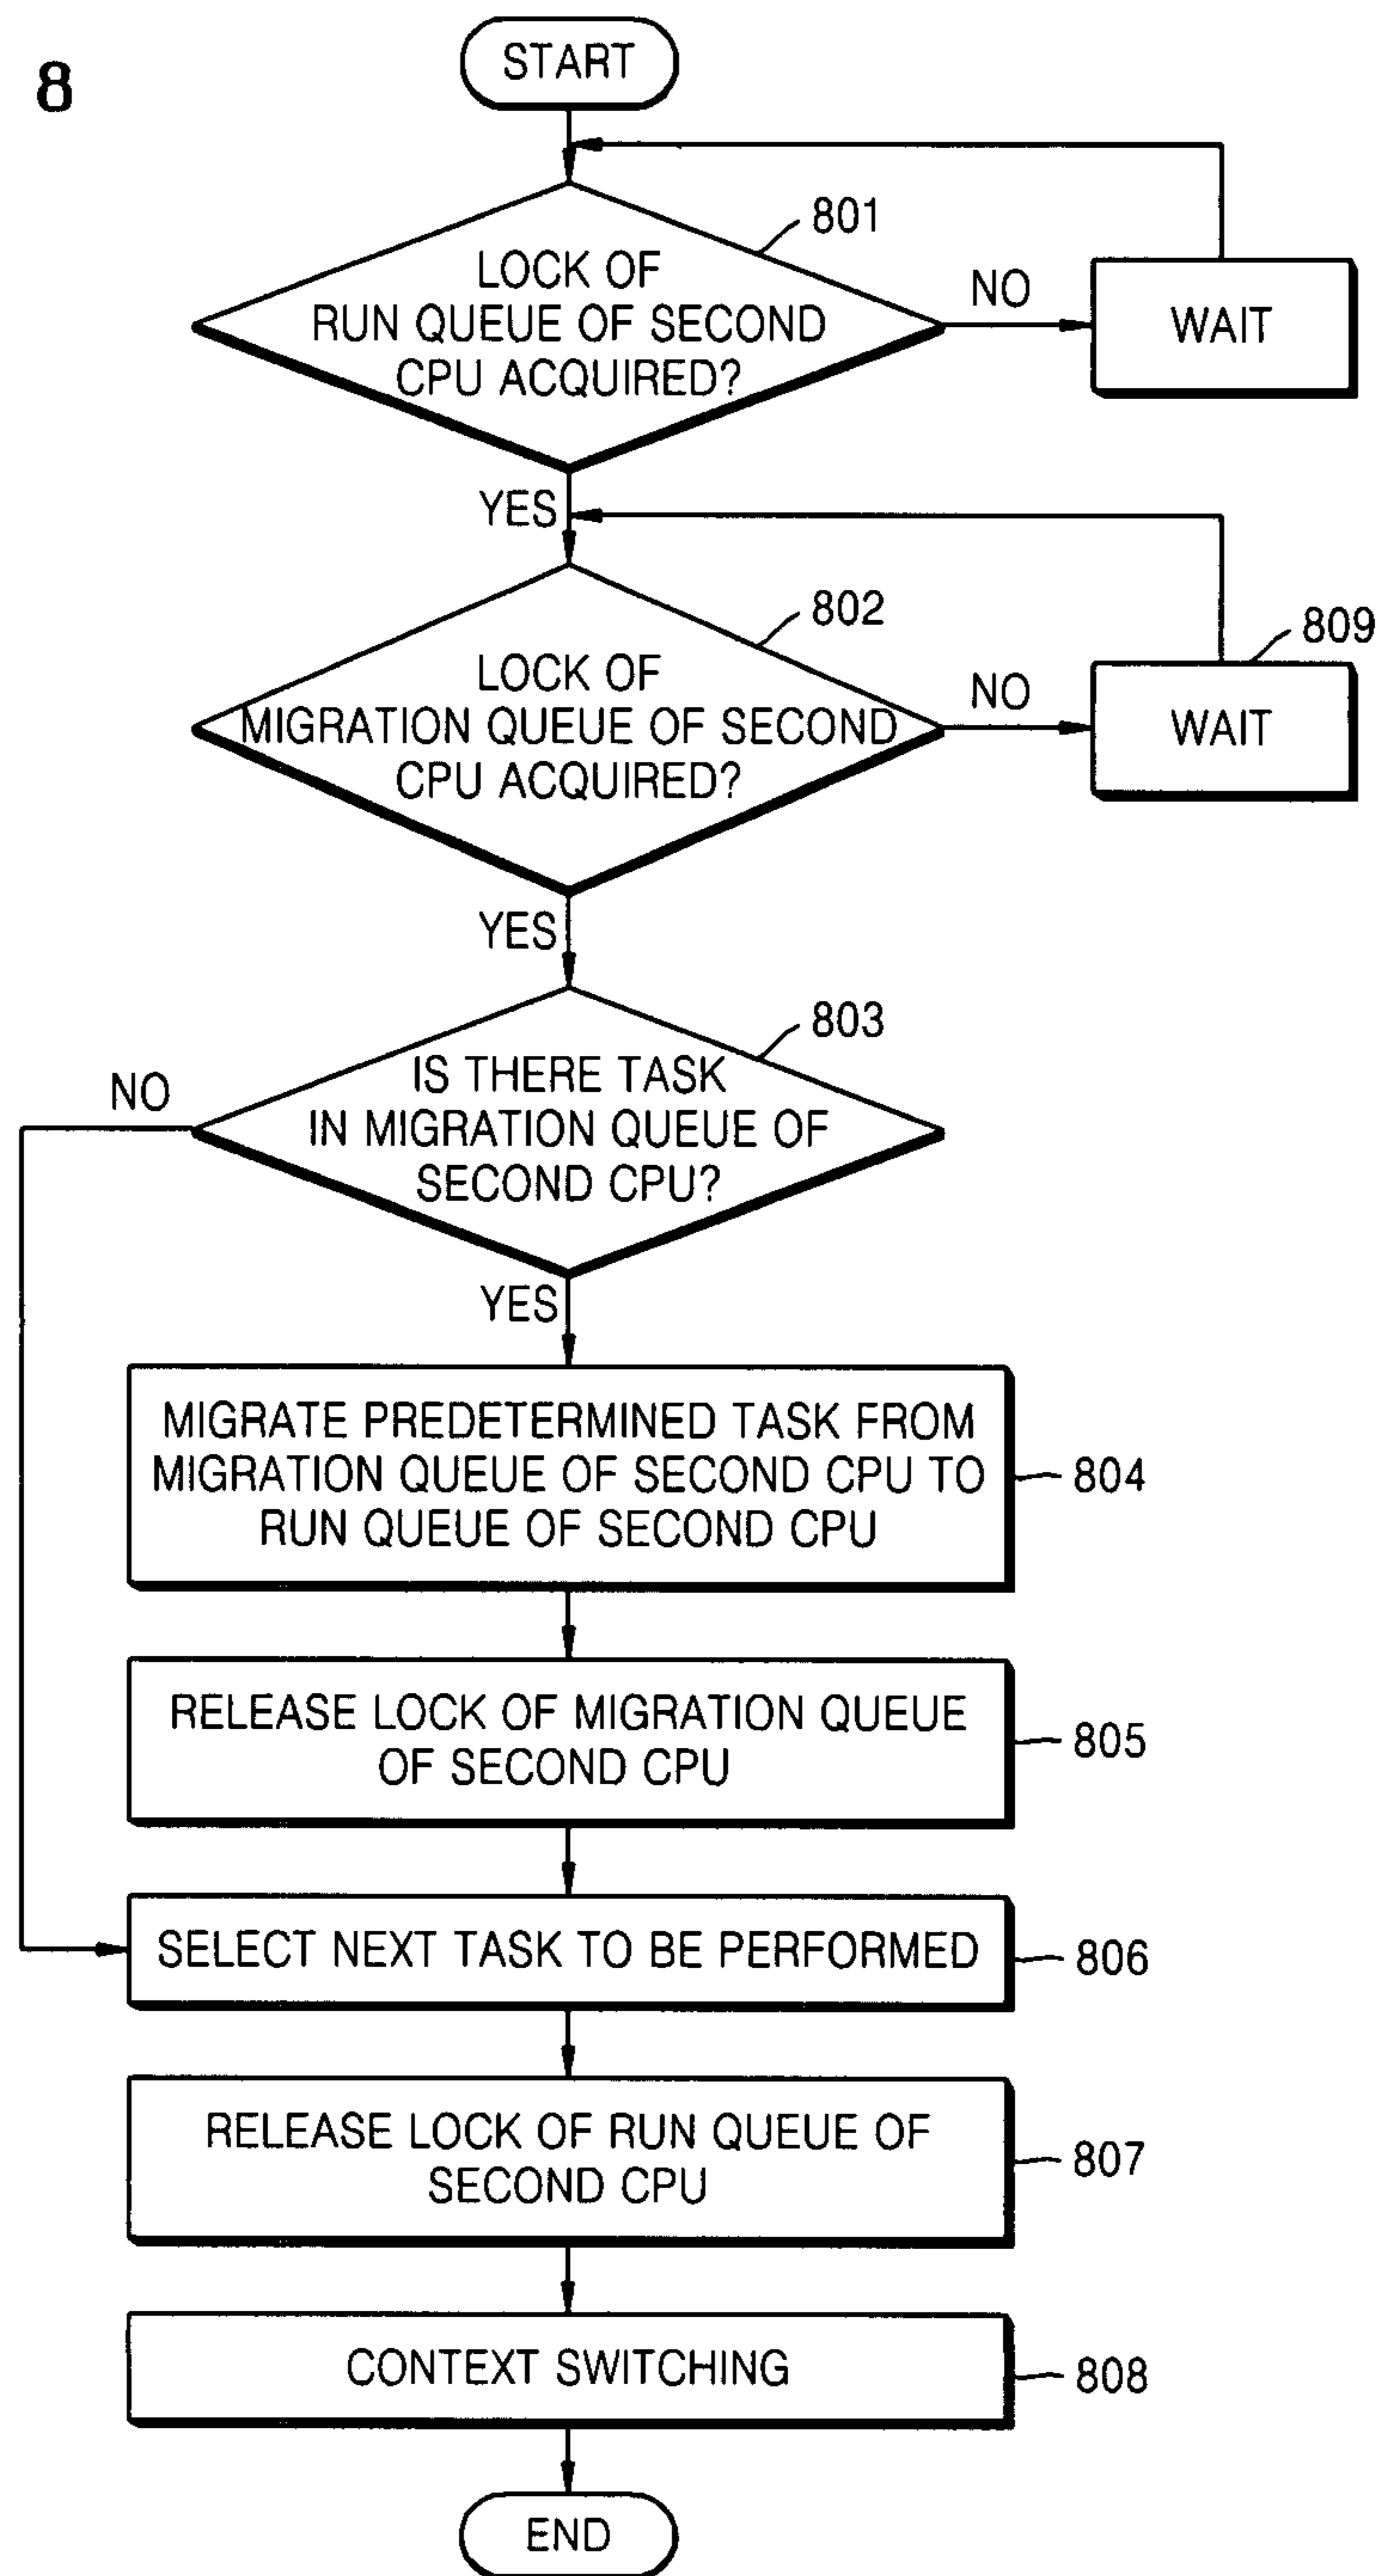 8
START
801
LOCK OF
RUN QUEUE OF SECOND
CPU ACQUIRED?
NO
WAIT
YES
802
LOCK OF
MIGRATION QUEUE OF SECOND
CPU ACQUIRED?
NO
809
WAIT
YES
803
IS THERE TASK
IN MIGRATION QUEUE OF
SECOND CPU?
NO
YES
MIGRATE PREDETERMINED TASK FROM
MIGRATION QUEUE OF SECOND CPU TO
RUN QUEUE OF SECOND CPU
804
RELEASE LOCK OF MIGRATION QUEUE
OF SECOND CPU
805
SELECT NEXT TASK TO BE PERFORMED
806
RELEASE LOCK OF RUN QUEUE OF
SECOND CPU
807
CONTEXT SWITCHING
808
END